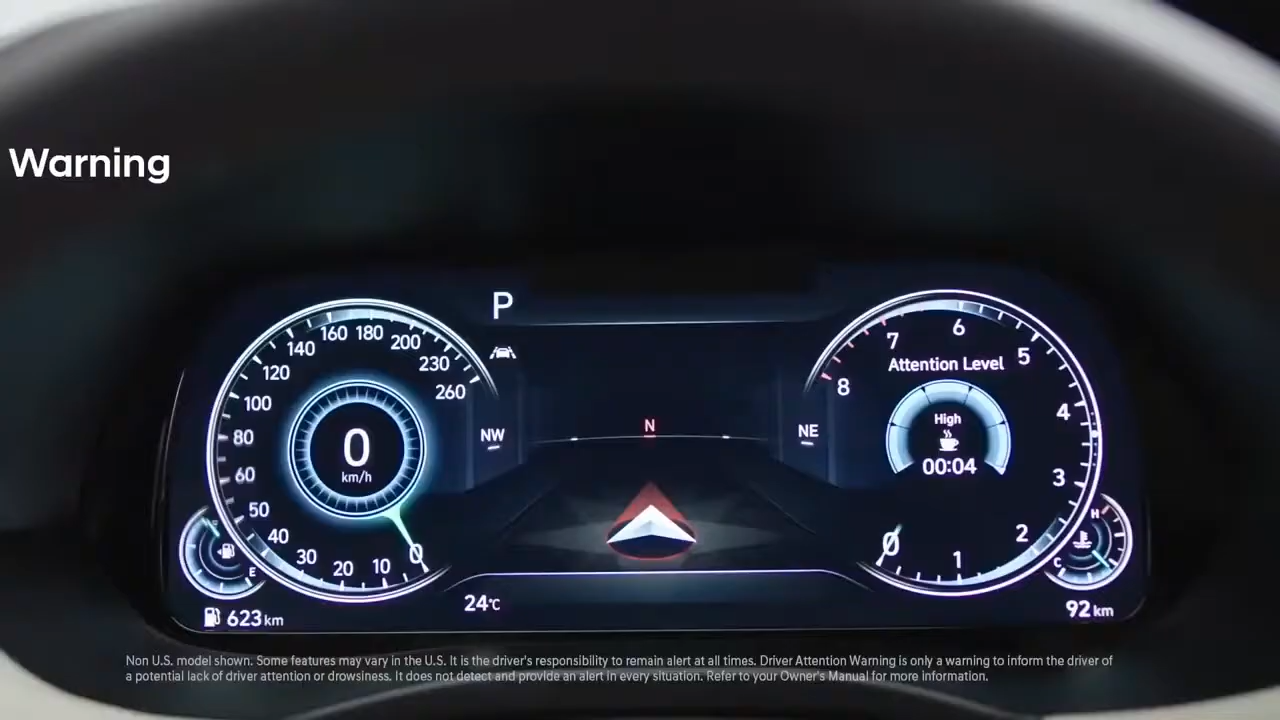 Warning
P
160 180
140
200
120
230
260
100
80
60
50
40
30
20
10
0
0
km/h
NW
N
NE
7
6
5
8
4
3
2
1
0
Attention Level
High
00:04
E
H
C
623 km
24°C
92 km
Non U.S. model shown. Some features may vary in the U.S. It is the driver's responsibility to remain alert at all times. Driver Attention Warning is only a warning to inform the driver of
a potential lack of driver attention or drowsiness. It does not detect and provide an alert in every situation. Refer to your Owner's Manual for more information.